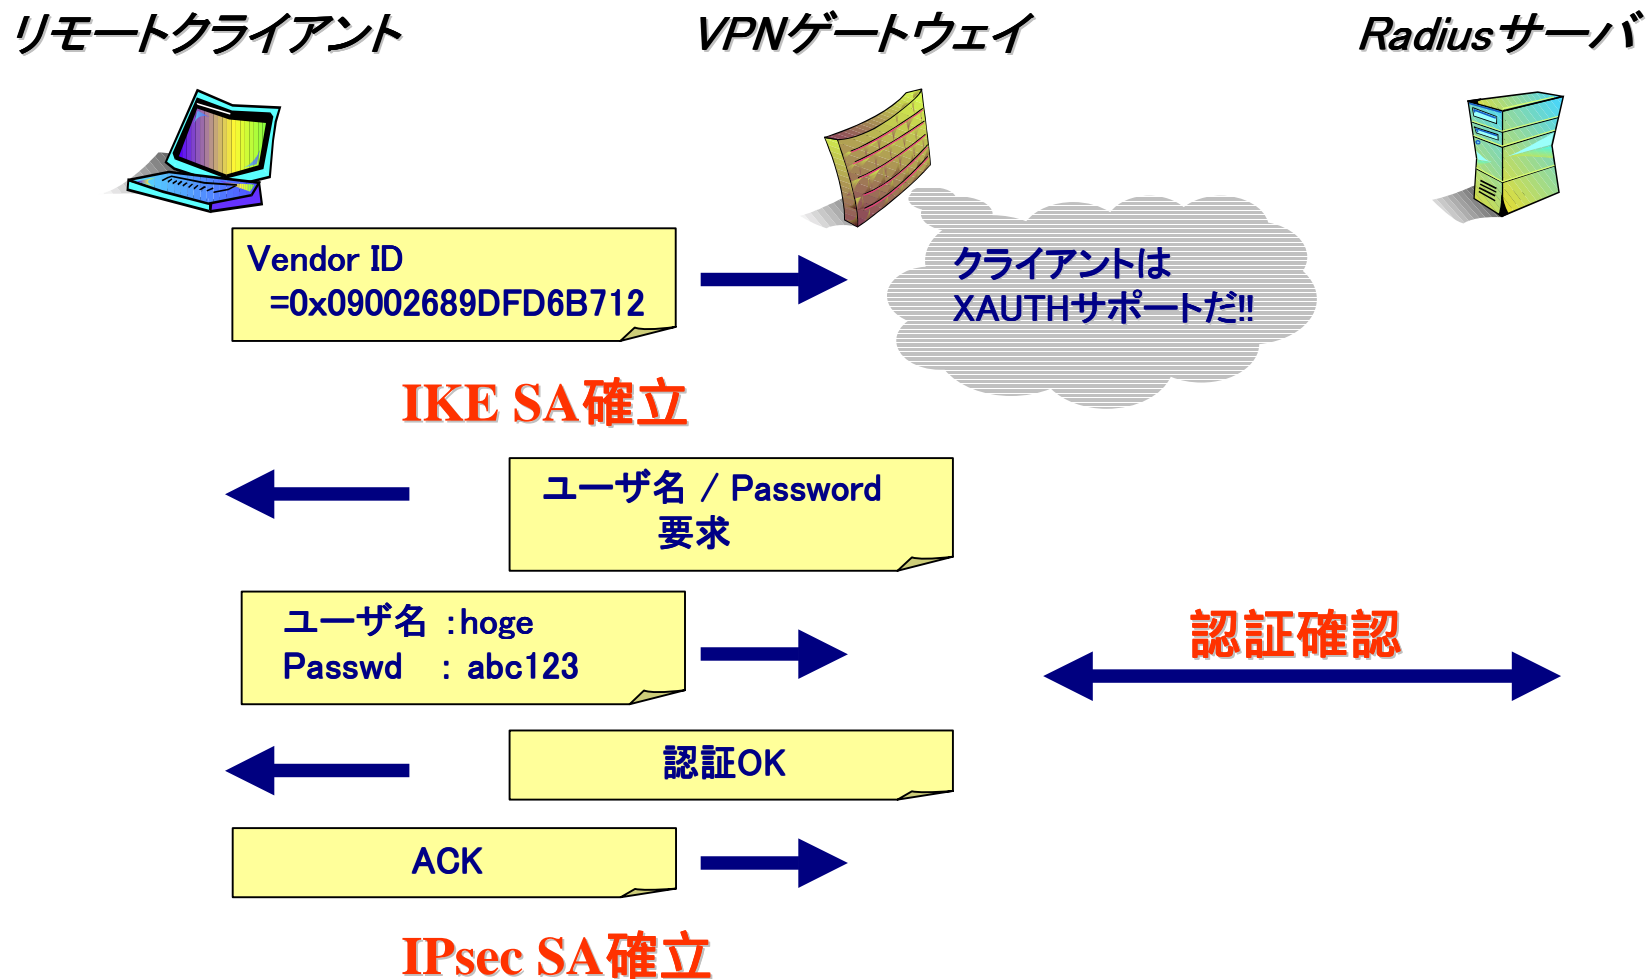 リモートクライアント
VPNゲートウェイ
Radiusサーバ
Vendor ID
=0x09002689DFD6B712
クライアントは
XAUTHサポートだ!!
IKE SA確立
ユーザ名 / Password
要求
ユーザ名 :hoge
Passwd : abc123
認証確認
認証OK
ACK
IPsec SA確立